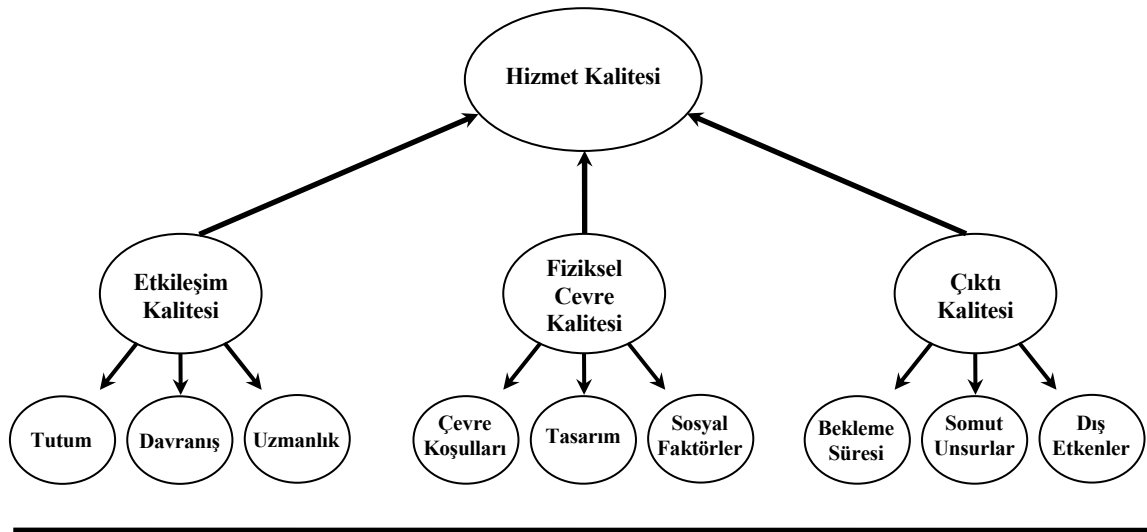 Hizmet Kalitesi
Etkileşim
Kalitesi
Fiziksel
Cevre
Kalitesi
Çıktı
Kalitesi
Tutum
Davranış
Uzmanlık
Çevre
Koşulları
Tasarım
Sosyal
Faktörler
Bekleme
Süresi
Somut
Unsurlar
Dış
Etkenler